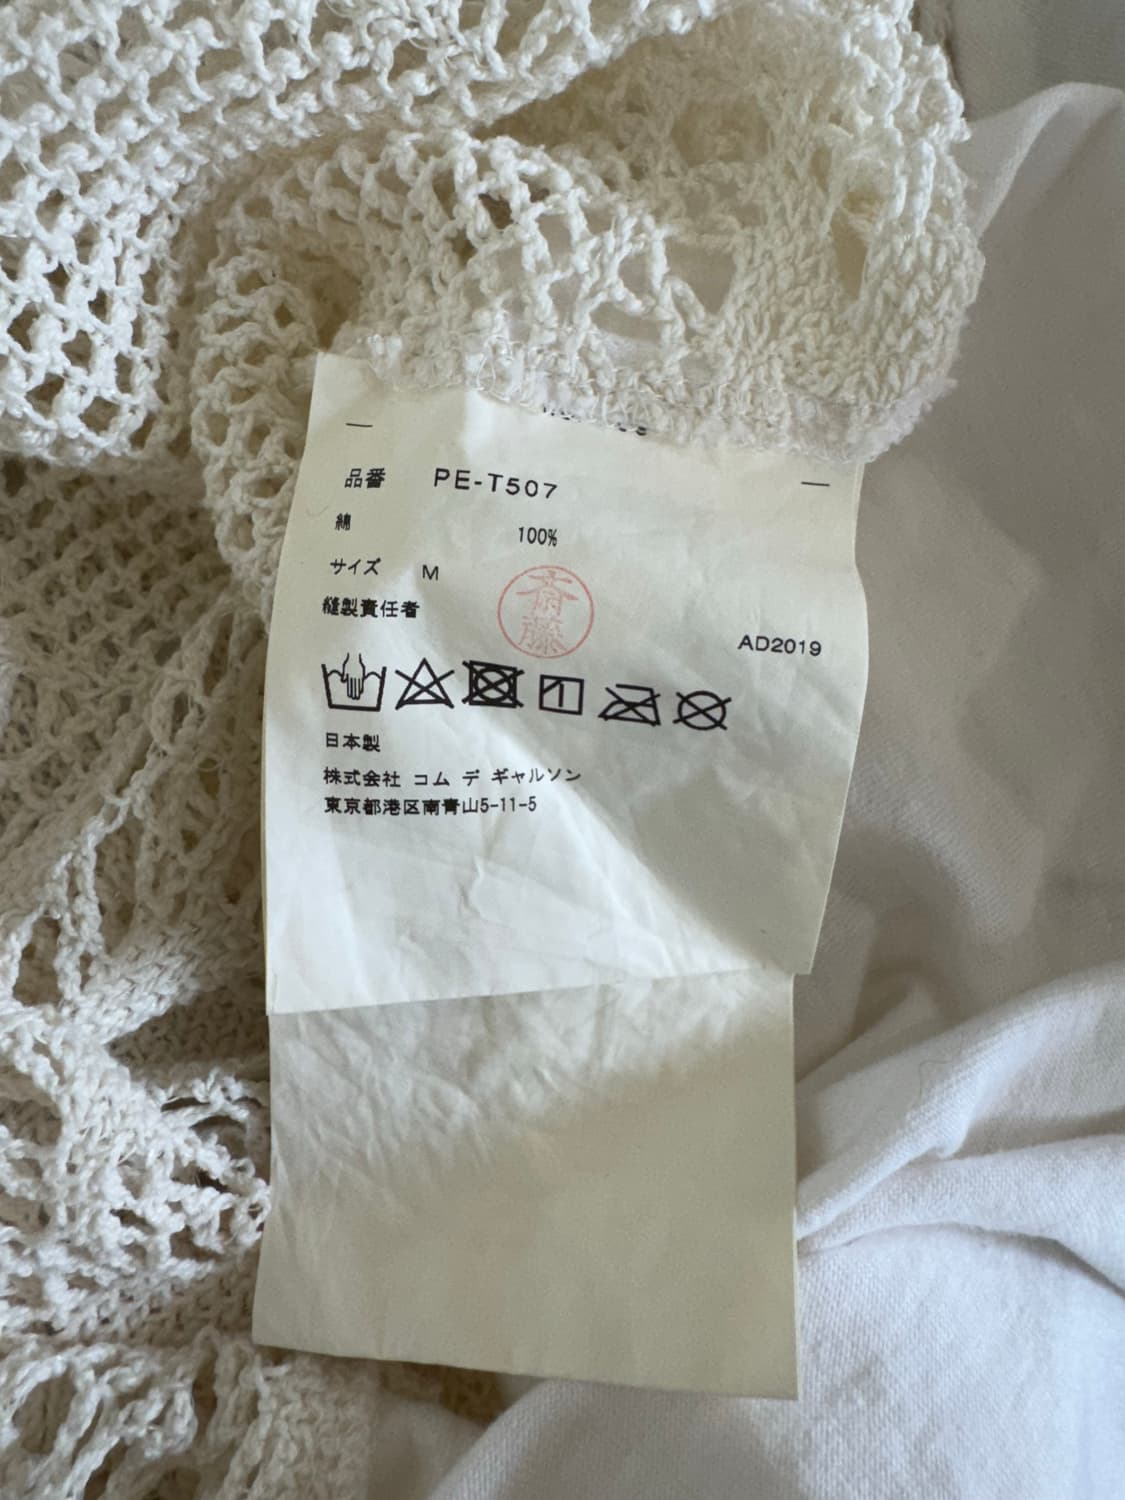 品番 PE-T507
綿 100%
サイズ M
縫製責任者 斎藤
AD2019
日本製
株式会社 コム デ ギャルソン
東京都港区南青山5-11-5